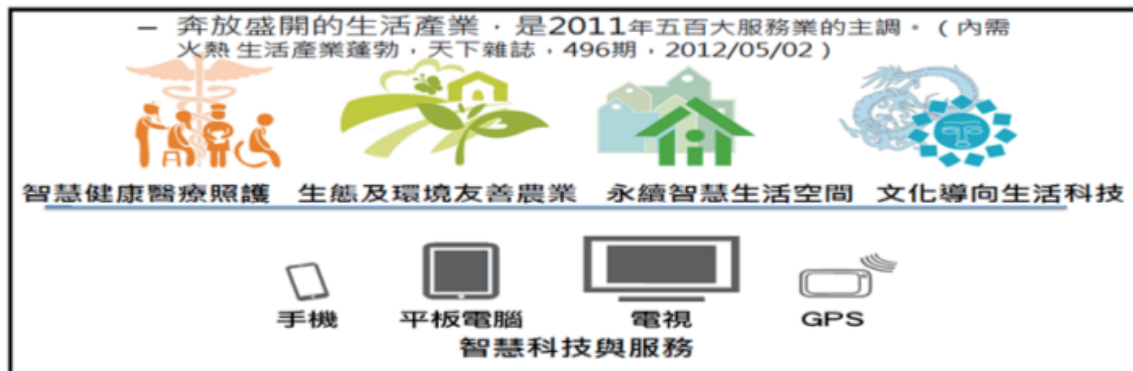 – 奔放盛開的生活產業，是2011年五百大服務業的主調。（內需
火熱 生活產業蓬勃，天下雜誌，496期，2012/05/02）
智慧健康醫療照護 生態及環境友善農業 永續智慧生活空間 文化導向生活科技
手機 平板電腦 電視 GPS
智慧科技與服務